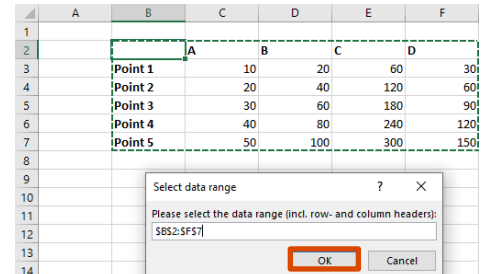 A B C D E F
1
2 A B C D
3 Point 1 10 20 60 30
4 Point 2 20 40 120 60
5 Point 3 30 60 180 90
6 Point 4 40 80 240 120
7 Point 5 50 100 300 150
8
9
Select data range ? X
10
11 Please select the data range (incl. row- and column headers):
12 $B$2:$F$7
13 OK Cancel
14